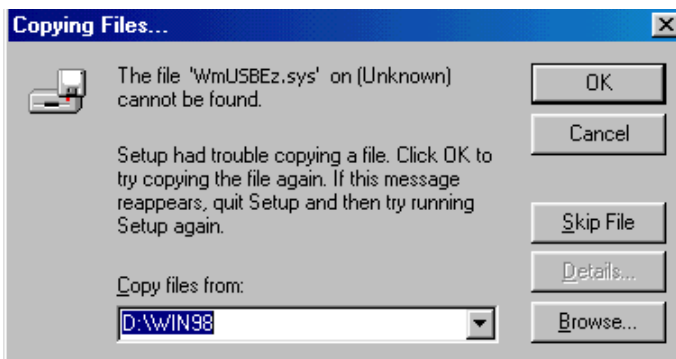 Copying Files...
The file 'WmUSBEz.sys' on (Unknown)
cannot be found.
OK
Cancel
Setup had trouble copying a file. Click OK to
try copying the file again. If this message
reappears, quit Setup and then try running
Setup again.
Skip File
Details...
Copy files from:
D:\WIN98
Browse...